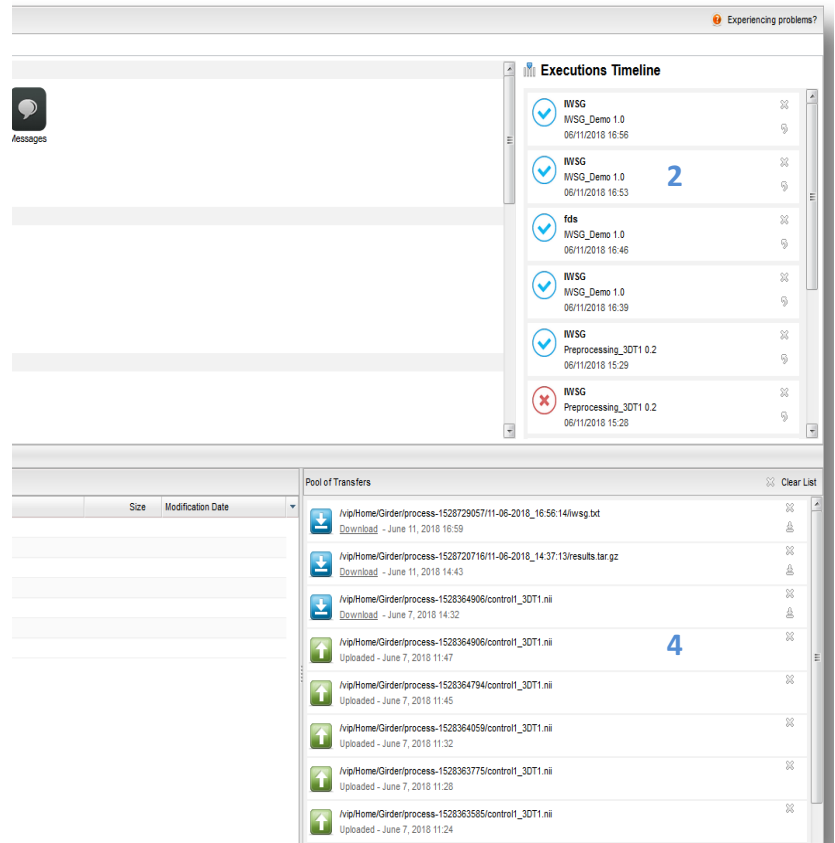 Experiencing problems?
Executions Timeline
IWSG
IWSG_Demo 1.0
06/11/2018 16:56
Messages
IWSG
IWSG_Demo 1.0
06/11/2018 16:53
2
fds
IWSG_Demo 1.0
06/11/2018 16:46
IWSG
IWSG_Demo 1.0
06/11/2018 16:39
IWSG
Preprocessing_3DT1 0.2
06/11/2018 15:29
IWSG
Preprocessing_3DT1 0.2
06/11/2018 15:28
Size Modification Date
Pool of Transfers Clear List
/vip/Home/Girder/process-1528729057/11-06-2018_16:56:14/iwsg.txt
Download - June 11, 2018 16:59
/vip/Home/Girder/process-1528720716/11-06-2018_14:37:13/results.tar.gz
Download - June 11, 2018 14:43
/vip/Home/Girder/process-1528364906/control1_3DT1.nii
Download - June 7, 2018 14:32
/vip/Home/Girder/process-1528364906/control1_3DT1.nii
Uploaded - June 7, 2018 11:47
4
/vip/Home/Girder/process-1528364794/control1_3DT1.nii
Uploaded - June 7, 2018 11:45
/vip/Home/Girder/process-1528364059/control1_3DT1.nii
Uploaded - June 7, 2018 11:32
/vip/Home/Girder/process-1528363775/control1_3DT1.nii
Uploaded - June 7, 2018 11:28
/vip/Home/Girder/process-1528363585/control1_3DT1.nii
Uploaded - June 7, 2018 11:24